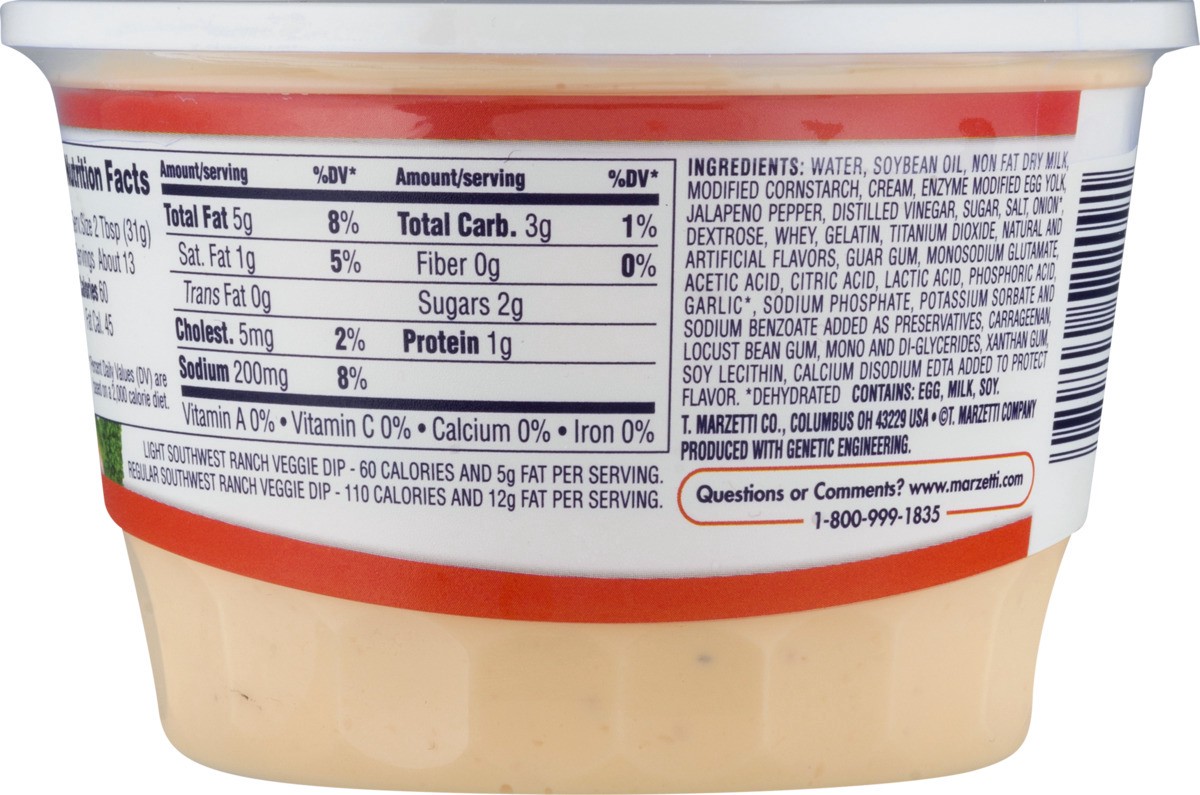 Nutrition Facts
Serv. Size 2 Tbsp (31g)
Servings About 13
Calories 60
Fat Cal. 45
*Percent Daily Values (DV) are
based on a 2,000 calorie diet.
Amount/serving %DV* Amount/serving %DV*
Total Fat 5g 8% Total Carb. 3g 1%
Sat. Fat 1g 5% Fiber 0g 0%
Trans Fat 0g Sugars 2g
Cholest. 5mg 2% Protein 1g
Sodium 200mg 8%
Vitamin A 0% • Vitamin C 0% • Calcium 0% • Iron 0%
LIGHT SOUTHWEST RANCH VEGGIE DIP - 60 CALORIES AND 5g FAT PER SERVING.
REGULAR SOUTHWEST RANCH VEGGIE DIP - 110 CALORIES AND 12g FAT PER SERVING.
INGREDIENTS: WATER, SOYBEAN OIL, NON FAT DRY MILK,
MODIFIED CORNSTARCH, CREAM, ENZYME MODIFIED EGG YOLK,
JALAPENO PEPPER, DISTILLED VINEGAR, SUGAR, SALT, ONION*,
DEXTROSE, WHEY, GELATIN, TITANIUM DIOXIDE, NATURAL AND
ARTIFICIAL FLAVORS, GUAR GUM, MONOSODIUM GLUTAMATE,
ACETIC ACID, CITRIC ACID, LACTIC ACID, PHOSPHORIC ACID,
GARLIC*, SODIUM PHOSPHATE, POTASSIUM SORBATE AND
SODIUM BENZOATE ADDED AS PRESERVATIVES, CARRAGEENAN,
LOCUST BEAN GUM, MONO AND DI-GLYCERIDES, XANTHAN GUM,
SOY LECITHIN, CALCIUM DISODIUM EDTA ADDED TO PROTECT
FLAVOR. *DEHYDRATED CONTAINS: EGG, MILK, SOY.
T. MARZETTI CO., COLUMBUS OH 43229 USA • ©T. MARZETTI COMPANY
PRODUCED WITH GENETIC ENGINEERING.
Questions or Comments? www.marzetti.com
1-800-999-1835